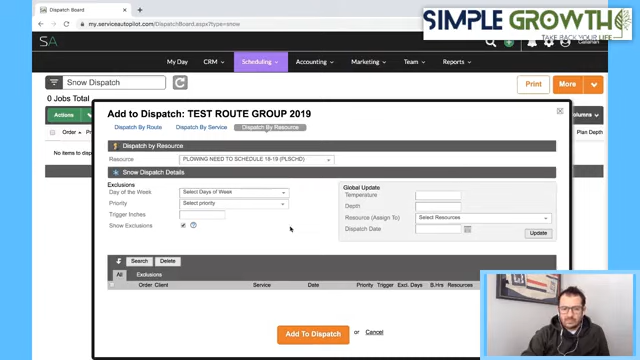 Dispatch Board
my.serviceautopilot.com/DispatchBoard.aspx?type=snow
SIMPLE GROWTH
TAKE BACK YOUR LIFE
SA
My Day
CRM
Scheduling
Accounting
Marketing
Team
Reports
Snow Dispatch
Print
More
0 Jobs Total
Actions
Columns
Order
Plan Depth
No items to
Add to Dispatch: TEST ROUTE GROUP 2019
Dispatch By Route
Dispatch By Service
Dispatch By Resource
Dispatch by Resource
Resource
PLOWING NEED TO SCHEDULE 18-19 (PLSCHD)
Snow Dispatch Details
Exclusions
Day of the Week
Select Days of Week
Priority
Select priority
Trigger Inches
Show Exclusions
Global Update
Temperature
Depth
Resource (Assign To)
Select Resources
Dispatch Date
Update
Search
Delete
All
Exclusions
Order Client Service Date Priority Trigger Excl. Days B.Hrs Resources
Add To Dispatch
or
Cancel